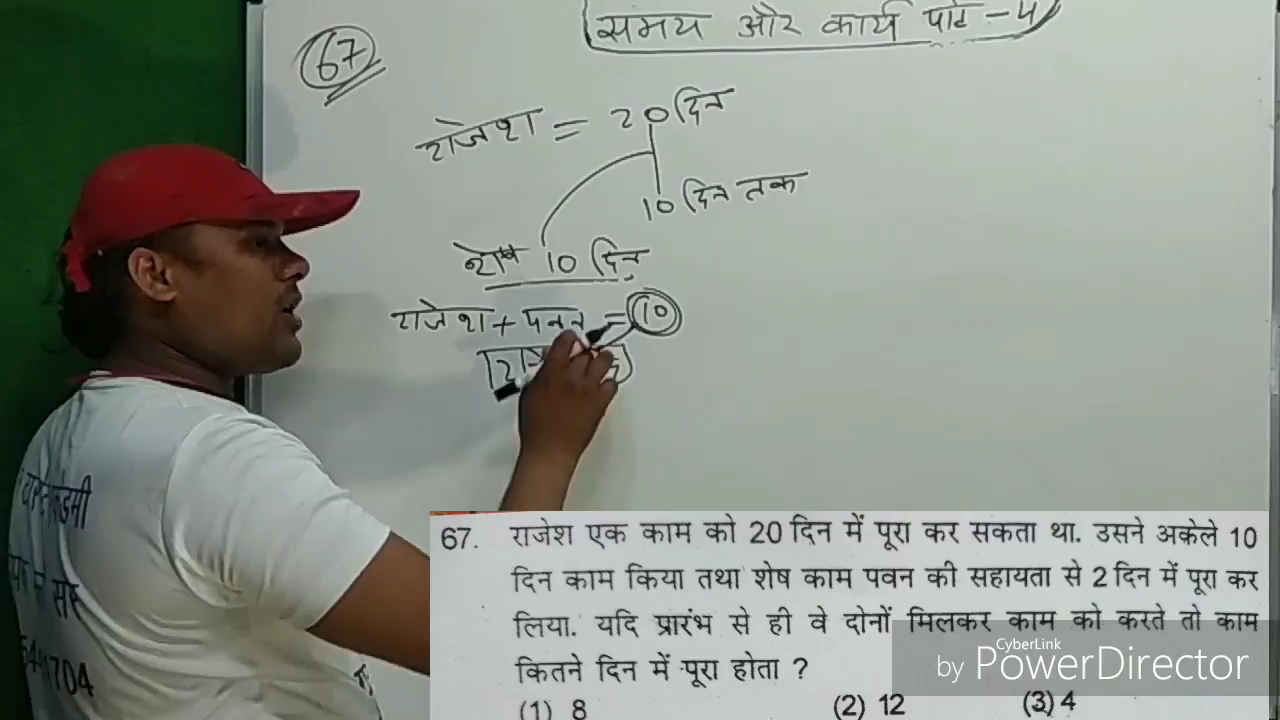 समय और कार्य पार्ट - 4
67
राजेश = 20 दिन
10 दिन तक
शेष 10 दिन
राजेश + पवन = 10
704
67. राजेश एक काम को 20 दिन में पूरा कर सकता था. उसने अकेले 10
दिन काम किया तथा शेष काम पवन की सहायता से 2 दिन में पूरा कर
लिया. यदि प्रारंभ से ही वे दोनों मिलकर काम को करते तो काम
कितने दिन में पूरा होता ?
(1) 8 (2) 12 (3) 4
CyberLink
by PowerDirector